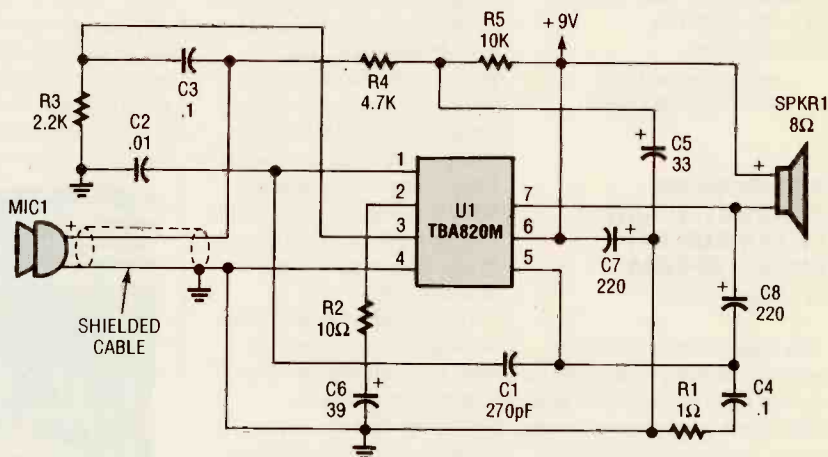 R5
10K
+ 9V
C3
.1
R4
4.7K
SPKR1
8Ω
R3
2.2K
C2
.01
+
C5
33
+
1
2
3
4
U1
TBA820M
7
6
5
MIC1
+
+
C7
220
+
C8
220
SHIELDED
CABLE
R2
10Ω
C6
39
+
C1
270pF
R1
1Ω
C4
.1